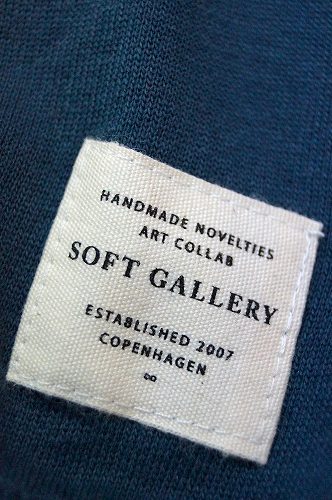 HANDMADE NOVELTIES
ART COLLAB
SOFT GALLERY
ESTABLISHED 2007
COPENHAGEN
∞